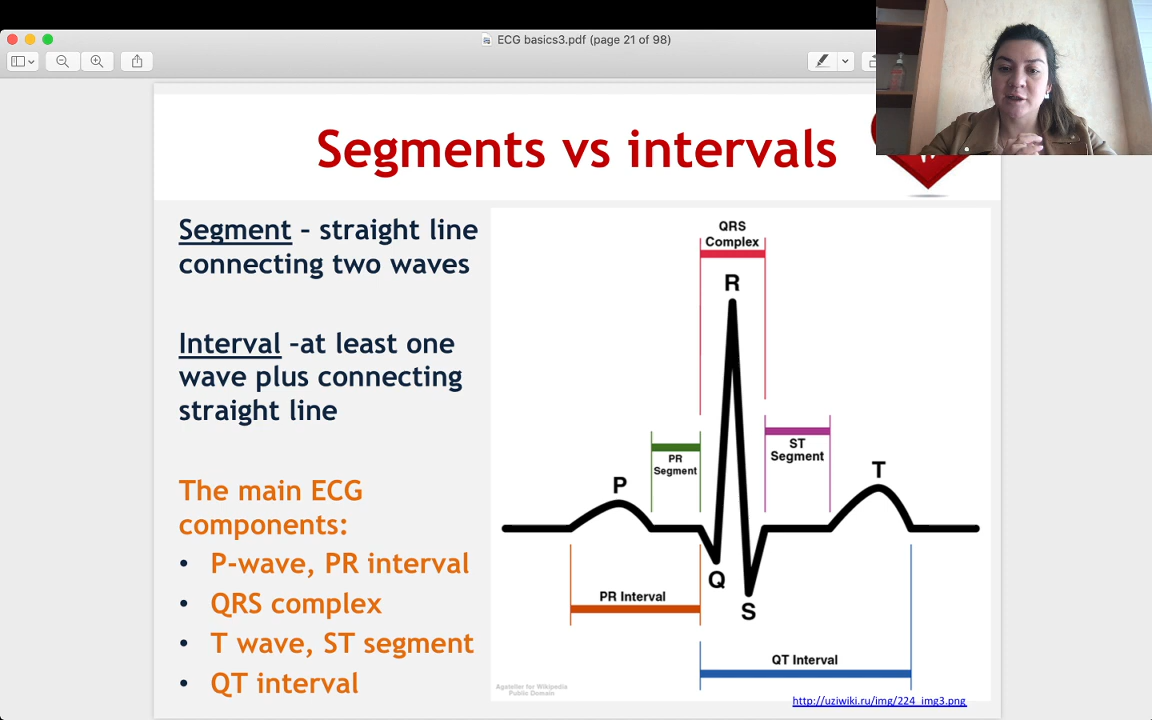 ECG basics3.pdf (page 21 of 98)
Segments vs intervals
Segment - straight line
connecting two waves
Interval -at least one
wave plus connecting
straight line
The main ECG
components:
• P-wave, PR interval
• QRS complex
• T wave, ST segment
• QT interval
QRS
Complex
R
PR
Segment
ST
Segment
P
T
Q
S
PR Interval
QT Interval
Agateller for Wikipedia
Public Domain
http://uziwiki.ru/img/224_img3.png